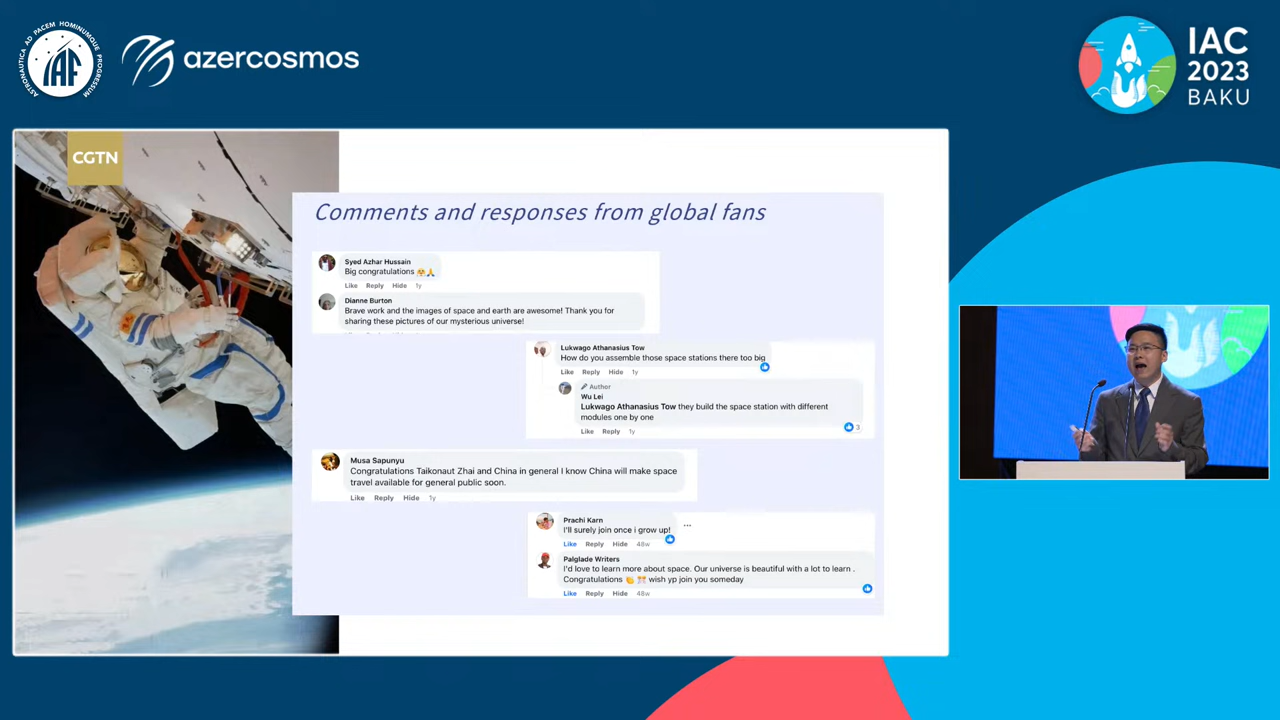 ASTRONAUTICA AD PACEM HOMINUMQUE PROGRESSUM
IAF
azercosmos
IAC
2023
BAKU
CGTN
Comments and responses from global fans
Syed Azhar Hussain
Big congratulations 🥳🙏
Like Reply Hide 1y
Dianne Burton
Brave work and the images of space and earth are awesome! Thank you for
sharing these pictures of our mysterious universe!
Lukwago Athanasius Tow
How do you assemble those space stations there too big
Like Reply Hide 1y
Author
Wu Lei
Lukwago Athanasius Tow they build the space station with different
modules one by one
3
Like Reply 1y
Musa Sapunyu
Congratulations Taikonaut Zhai and China in general I know China will make space
travel available for general public soon.
Like Reply Hide 1y
Prachi Karn
I'll surely join once i grow up!
Like Reply Hide 48w
Palglade Writers
I'd love to learn more about space. Our universe is beautiful with a lot to learn .
Congratulations 👏 🎊 wish yp join you someday
Like Reply Hide 48w